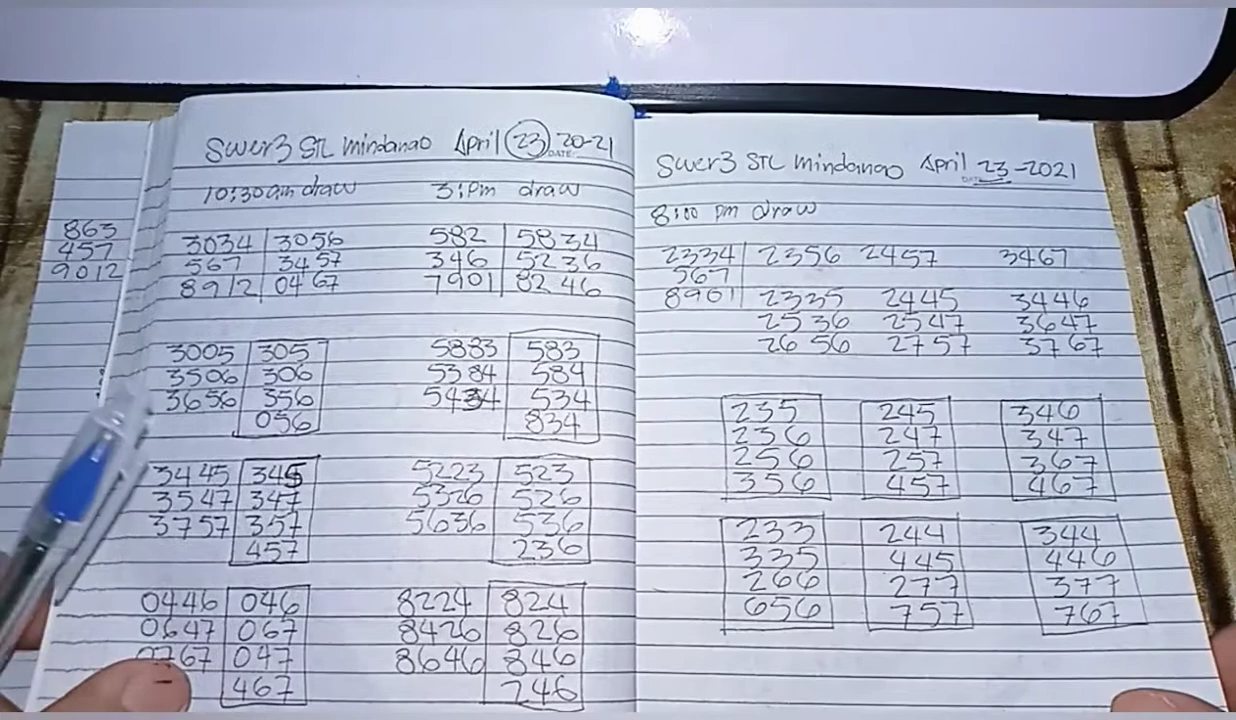 863
457
9012
Swer3 STL Mindanao April 23 20-21
DATE:
10:30am draw 3:pm draw
3034 3056 582 5834
567 3457 346 5236
8912 0467 7901 8246
3005 305 5883 583
3506 306 5384 584
3656 356 5434 534
056 834
3445 345 5223 523
3547 347 5326 526
3757 357 5636 536
457 236
0446 046 8224 824
0647 067 8426 826
0767 047 8646 846
467 246
Swer3 STL Mindanao April 23-2021
8:00 pm draw
2334 2356 2457 3467
567
8901 2335 2445 3446
2536 2547 3647
2656 2757 3767
235 245 346
236 247 347
256 257 367
356 457 467
233 244 344
335 445 446
266 277 377
656 757 767